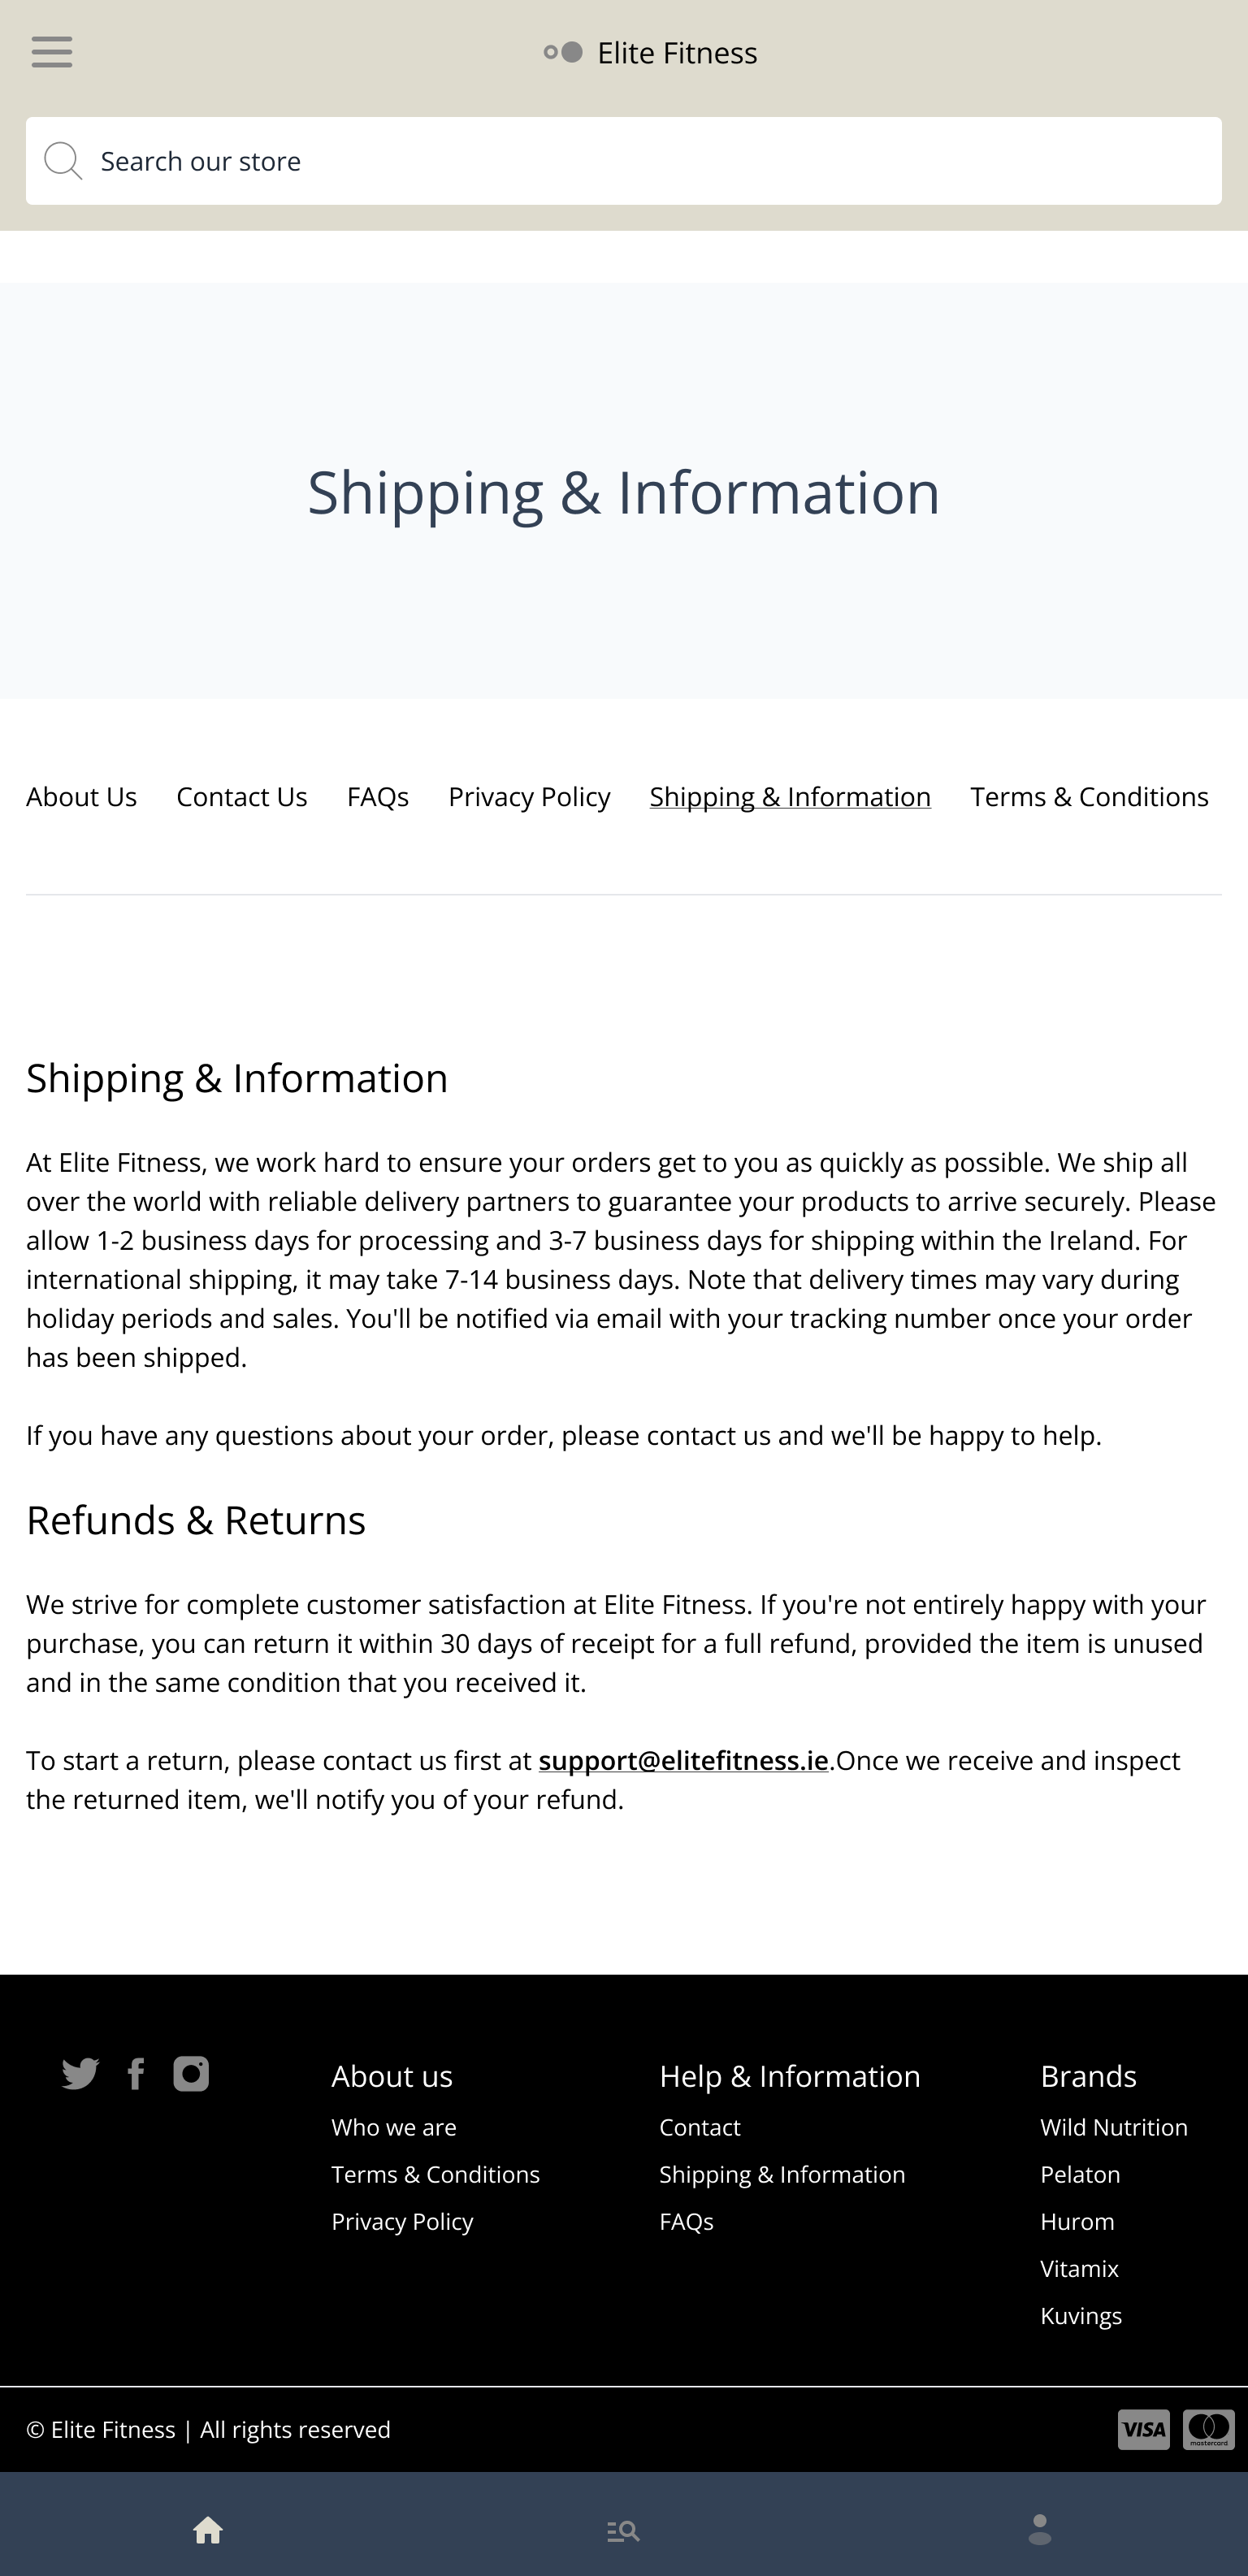 Elite Fitness
Search our store
Shipping & Information
About Us Contact Us FAQs Privacy Policy Shipping & Information Terms & Conditions
Shipping & Information
At Elite Fitness, we work hard to ensure your orders get to you as quickly as possible. We ship all
over the world with reliable delivery partners to guarantee your products to arrive securely. Please
allow 1-2 business days for processing and 3-7 business days for shipping within the Ireland. For
international shipping, it may take 7-14 business days. Note that delivery times may vary during
holiday periods and sales. You'll be notified via email with your tracking number once your order
has been shipped.
If you have any questions about your order, please contact us and we'll be happy to help.
Refunds & Returns
We strive for complete customer satisfaction at Elite Fitness. If you're not entirely happy with your
purchase, you can return it within 30 days of receipt for a full refund, provided the item is unused
and in the same condition that you received it.
To start a return, please contact us first at support@elitefitness.ie.Once we receive and inspect
the returned item, we'll notify you of your refund.
About us
Who we are
Terms & Conditions
Privacy Policy
Help & Information
Contact
Shipping & Information
FAQs
Brands
Wild Nutrition
Pelaton
Hurom
Vitamix
Kuvings
© Elite Fitness | All rights reserved
VISA
mastercard